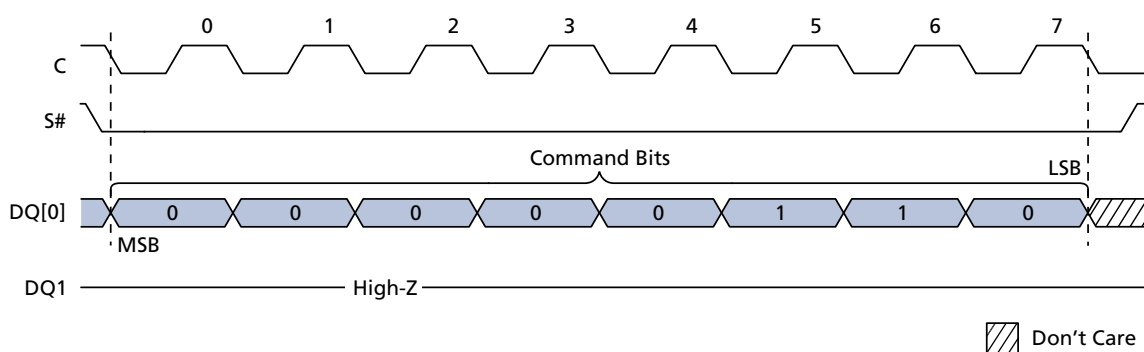 0 1 2 3 4 5 6 7
C
S#
Command Bits
LSB
DQ[0] 0 0 0 0 0 1 1 0
MSB
DQ1 High-Z
Don't Care